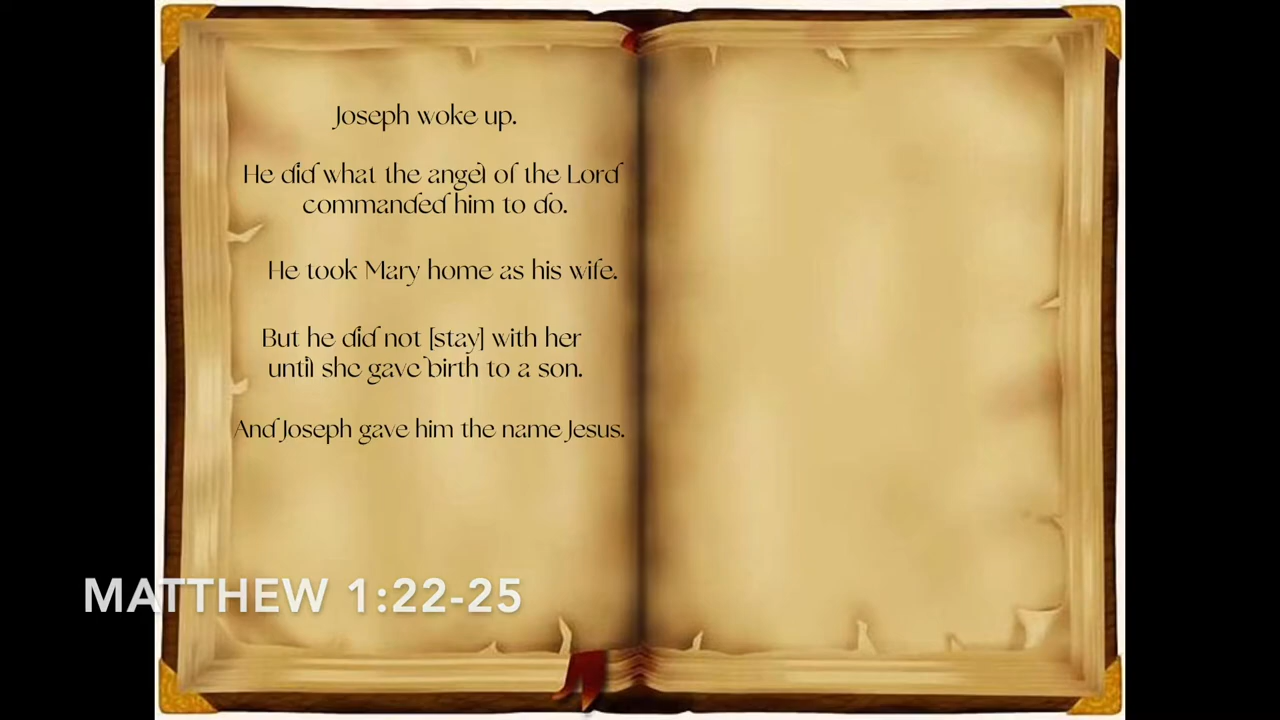 Joseph woke up.
He did what the angel of the Lord
commanded him to do.
He took Mary home as his wife.
But he did not [stay] with her
until she gave birth to a son.
And Joseph gave him the name Jesus.
MATTHEW 1:22-25